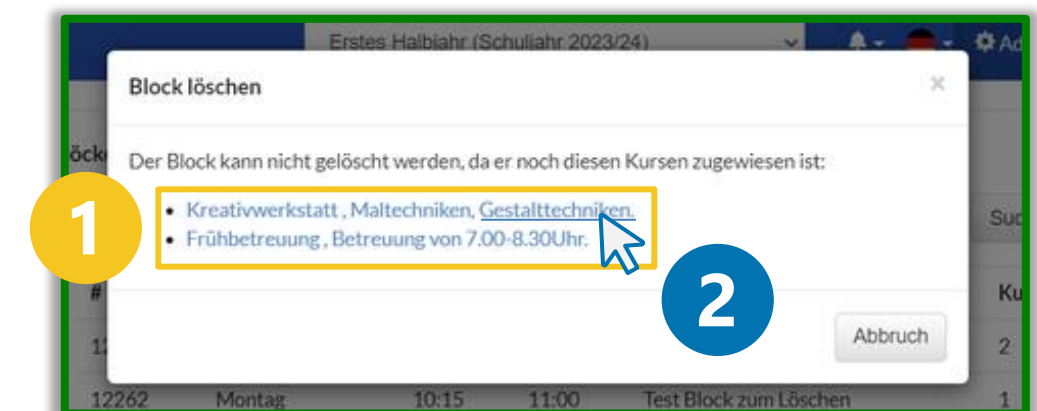 Erstes Halbjahr (Schuljahr 2023/24)
Block löschen
×
Der Block kann nicht gelöscht werden, da er noch diesen Kursen zugewiesen ist:
1
• Kreativwerkstatt , Maltechniken, Gestalttechniken.
• Frühbetreuung , Betreuung von 7.00-8.30Uhr.
2
#
Abbruch
2
12262 Montag 10:15 11:00 Test Block zum Löschen 1